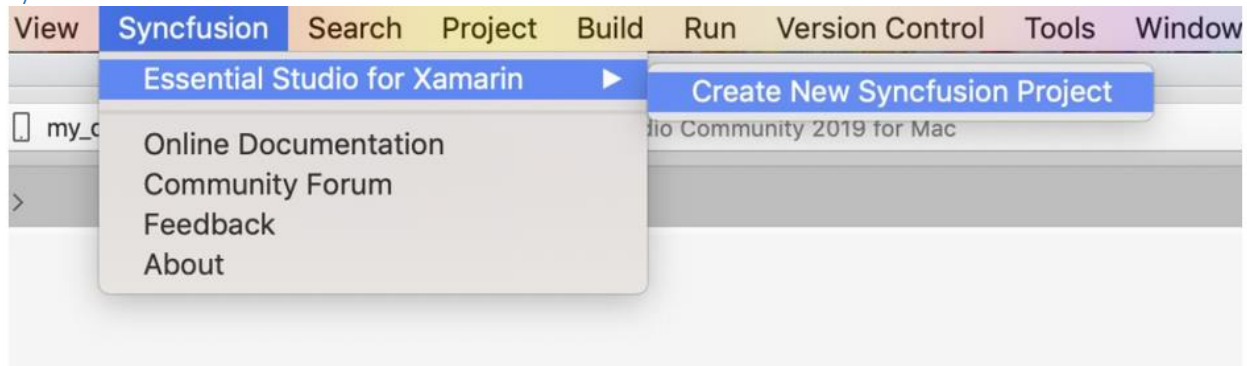 View Syncfusion Search Project Build Run Version Control Tools Window
Essential Studio for Xamarin ▶ Create New Syncfusion Project
Community 2019 for Mac
Online Documentation
Community Forum
>
Feedback
About